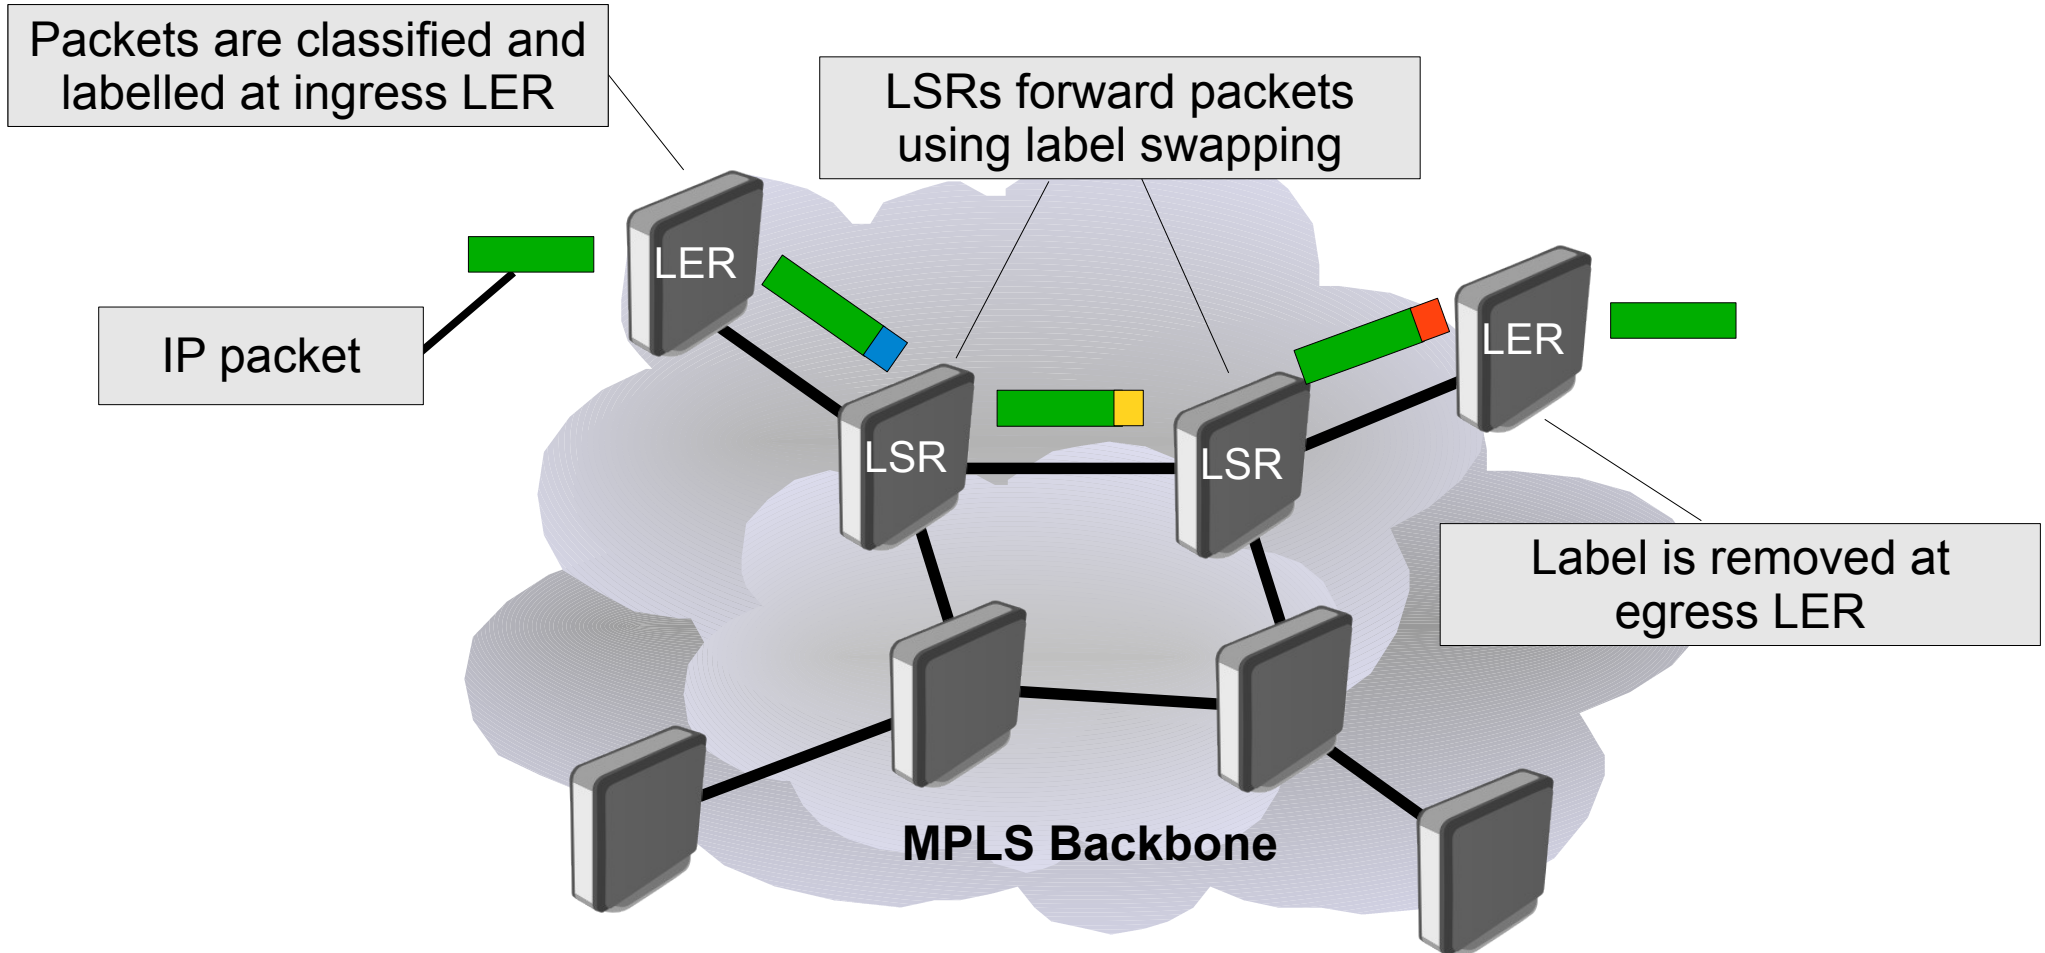 Packets are classified and
labelled at ingress LER
LSRs forward packets
using label swapping
LER
IP packet
LER
LSR
LSR
Label is removed at
egress LER
MPLS Backbone